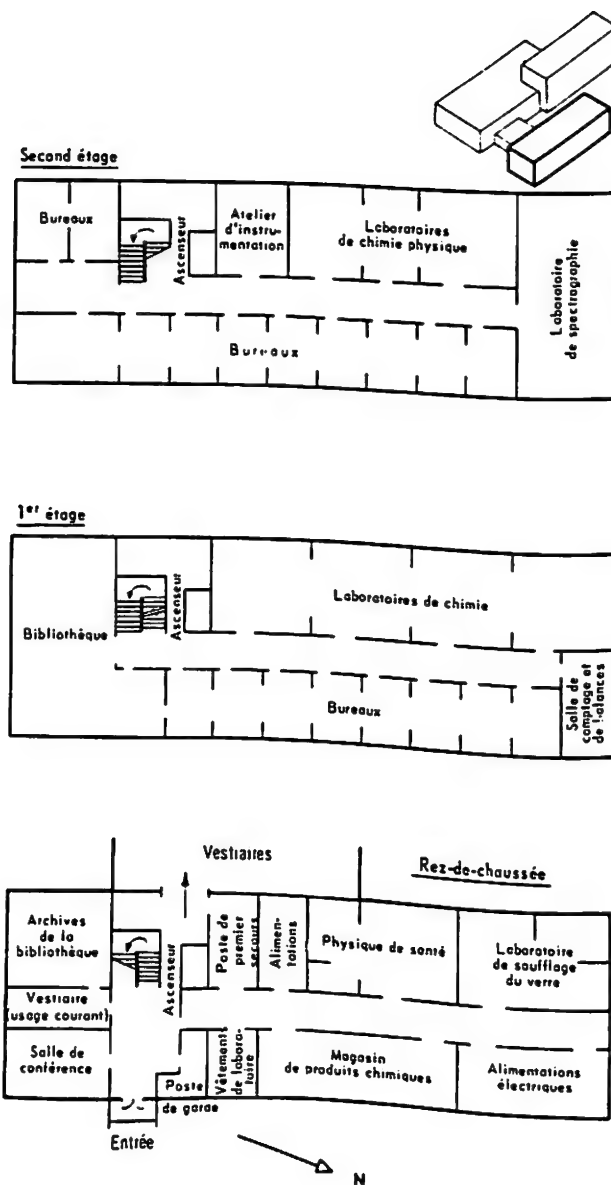 Second étage
Bureaux
Ascenseur
Atelier
d'instru-
mentation
Laboratoires
de chimie physique
Laboratoire
de spectrographie
Bureaux
1er étage
Bibliothèque
Ascenseur
Laboratoires de chimie
Bureaux
Salle de
comptage et
de balances
Vestiaires
Rez-de-chaussée
Archives
de la
bibliothèque
Ascenseur
Poste de
premier
secours
Alimen-
tations
Physique de santé
Laboratoire
de soufflage
du verre
Vestiaire
(usage courant)
Salle de
conférence
Poste
de garde
Vêtement
de labora-
toire
Magasin
de produits chimiques
Alimentations
électriques
Entrée
N